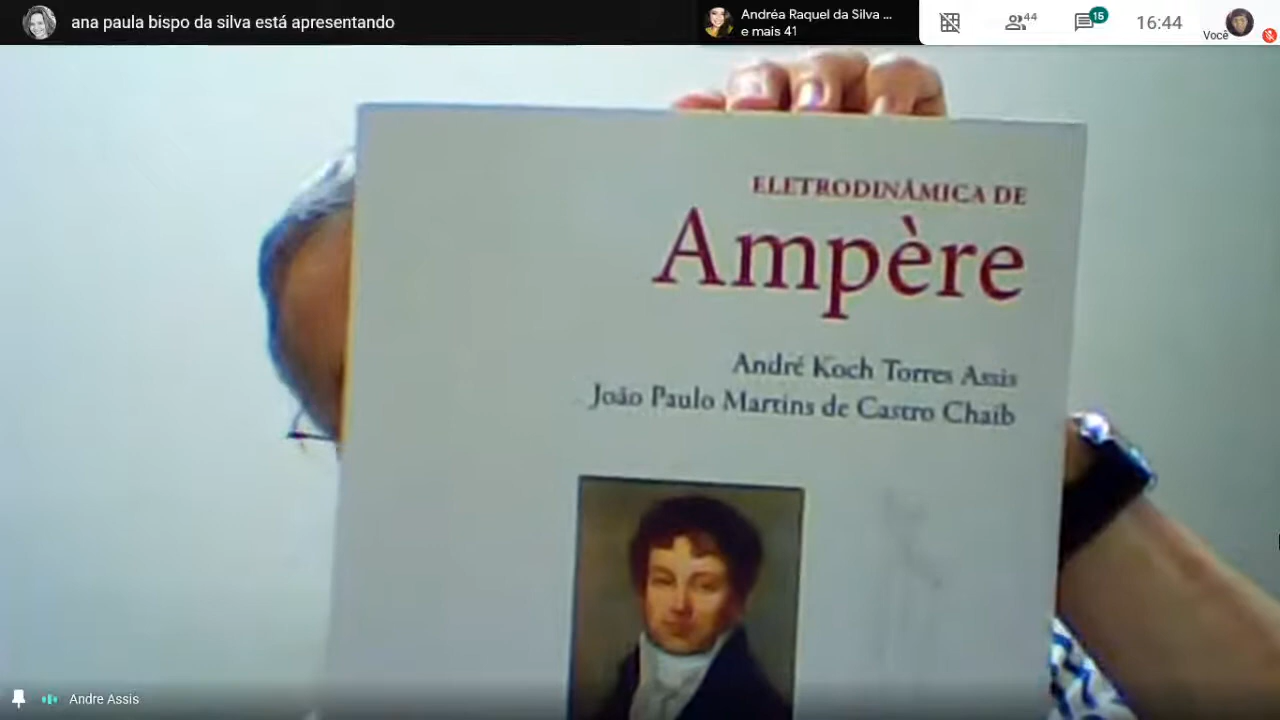 ana paula bispo da silva está apresentando
Andréa Raquel da Silva ...
e mais 41
44
15
16:44
Você
ELETRODINÂMICA DE
Ampère
André Koch Torres Assis
João Paulo Martins de Castro Chaib
Andre Assis